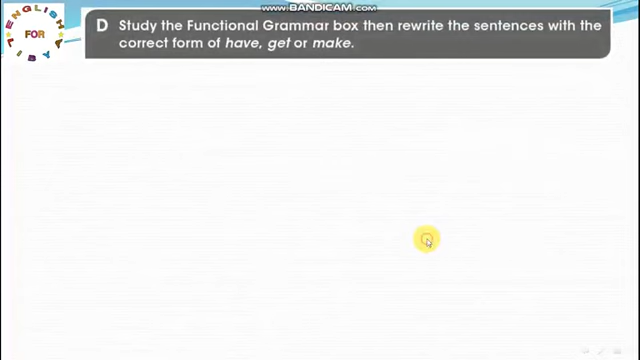 WWW.BANDICAM.COM
ENGLISH
FOR
LIBYA
D Study the Functional Grammar box then rewrite the sentences with the
correct form of have, get or make.